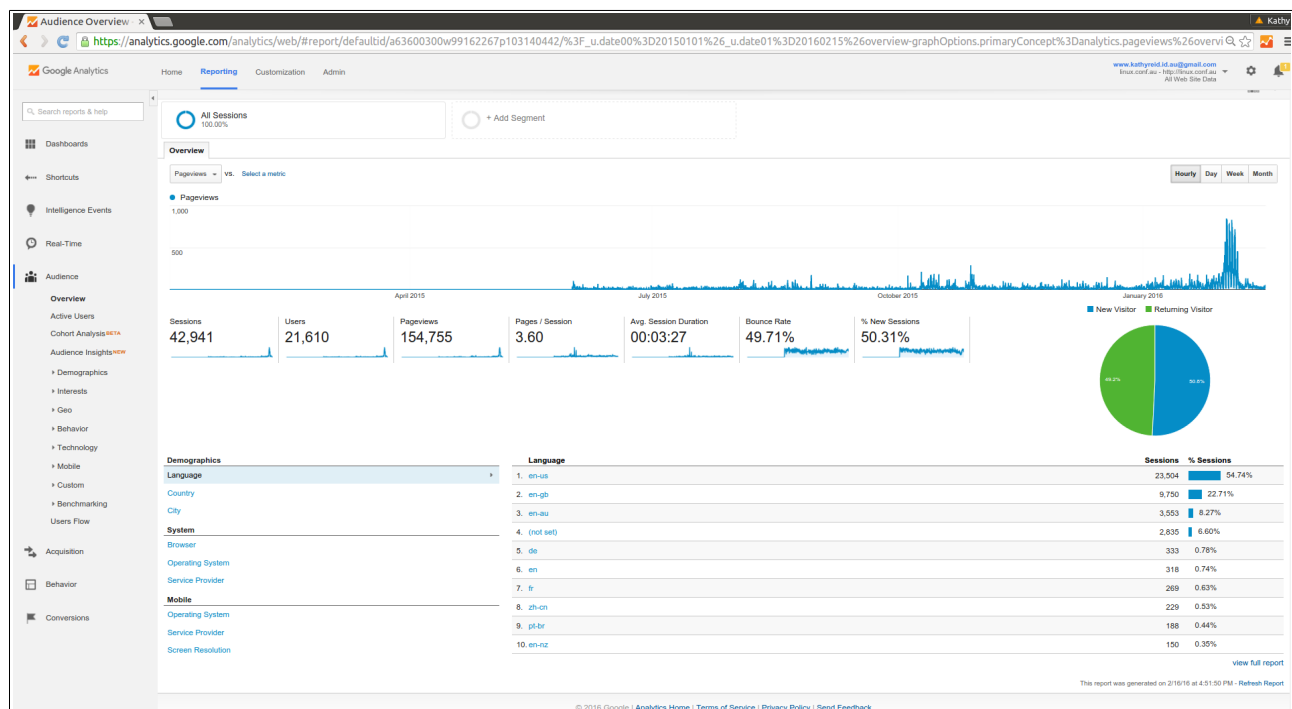 Audience Overview - ×
Kathy
https://analytics.google.com/analytics/web/#report/defaultid/a63600300w99162267p103140442/%3F_u.date00%3D20150101%26_u.date01%3D20160215%26overview-graphOptions.primaryConcept%3Danalytics.pageviews%26overvi
Google Analytics
Home Reporting Customization Admin
www.kathyreid.id.au@gmail.com
linux.conf.au - http://linux.conf.au
All Web Site Data
1
Search reports & help
Dashboards
Shortcuts
Intelligence Events
Real-Time
Audience
Overview
Active Users
Cohort Analysis BETA
Audience Insights NEW
Demographics
Interests
Geo
Behavior
Technology
Mobile
Custom
Benchmarking
Users Flow
Acquisition
Behavior
Conversions
All Sessions
100.00%
+ Add Segment
Overview
Pageviews VS. Select a metric
Hourly Day Week Month
Pageviews
1,000
500
April 2015 July 2015 October 2015 January 2016
Sessions
42,941
Users
21,610
Pageviews
154,755
Pages / Session
3.60
Avg. Session Duration
00:03:27
Bounce Rate
49.71%
% New Sessions
50.31%
New Visitor Returning Visitor
49.2% 50.8%
Demographics
Language
Country
City
System
Browser
Operating System
Service Provider
Mobile
Operating System
Service Provider
Screen Resolution
Language Sessions % Sessions
1. en-us 23,504 54.74%
2. en-gb 9,750 22.71%
3. en-au 3,553 8.27%
4. (not set) 2,835 6.60%
5. de 333 0.78%
6. en 318 0.74%
7. fr 269 0.63%
8. zh-cn 229 0.53%
9. pt-br 188 0.44%
10. en-nz 150 0.35%
view full report
This report was generated on 2/16/16 at 4:51:50 PM - Refresh Report
© 2016 Google | Analytics Home | Terms of Service | Privacy Policy | Send Feedback